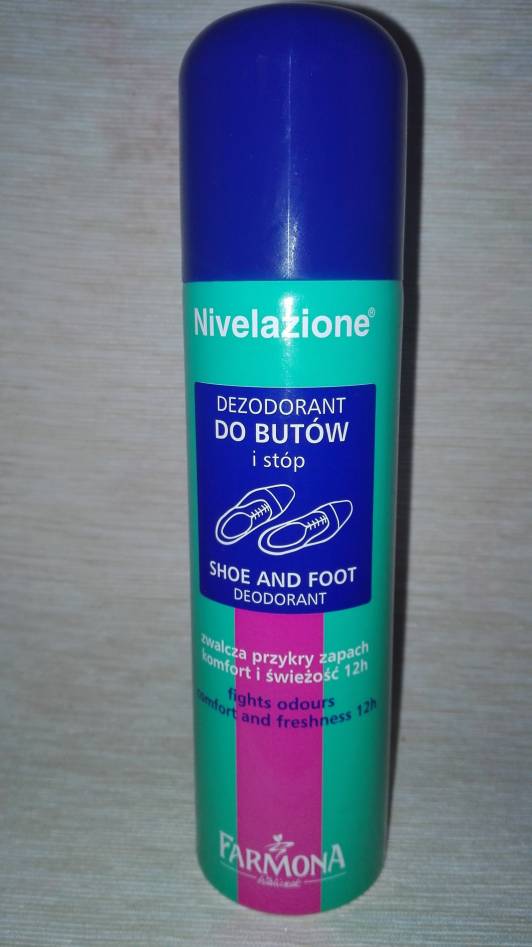 Nivelazione®
DEZODORANT
DO BUTÓW
i stóp
SHOE AND FOOT
DEODORANT
zwalcza przykry zapach
komfort i świeżość 12h
fights odours
comfort and freshness 12h
FARMONA